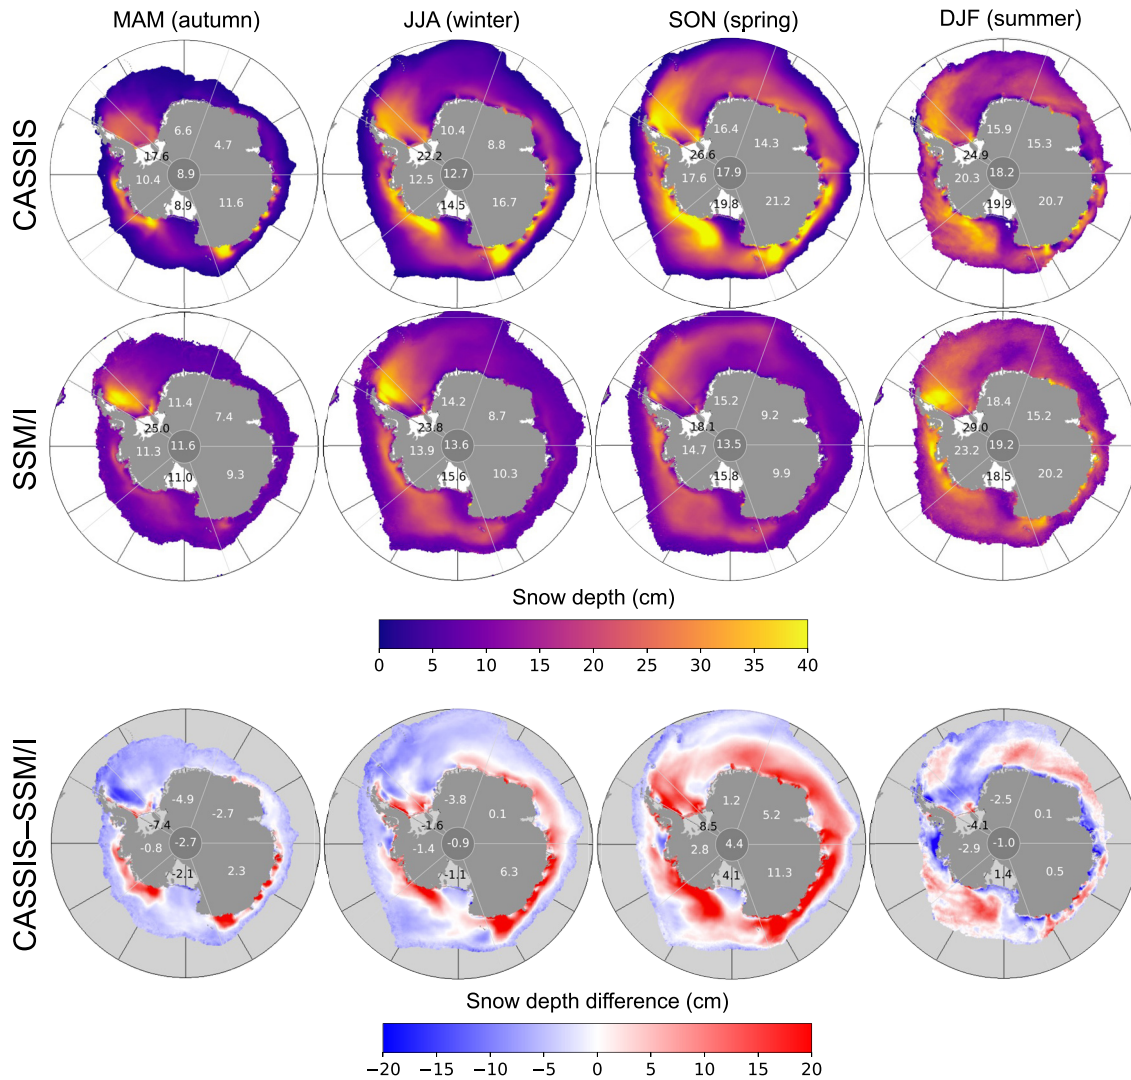 MAM (autumn) JJA (winter) SON (spring) DJF (summer)
CASSIS
6.6 4.7 17.6 10.4 8.9 8.9 11.6
10.4 8.8 22.2 12.5 12.7 14.5 16.7
16.4 14.3 26.6 17.6 17.9 19.8 21.2
15.9 15.3 24.9 20.3 18.2 19.9 20.7
SSM/I
11.4 7.4 25.0 11.3 11.6 11.0 9.3
14.2 8.7 23.8 13.9 13.6 15.6 10.3
15.2 9.2 18.1 14.7 13.5 15.8 9.9
18.4 15.2 29.0 23.2 19.2 18.5 20.2
Snow depth (cm)
0 5 10 15 20 25 30 35 40
CASSIS–SSM/I
-4.9 -2.7 -7.4 -0.8 -2.7 -2.1 2.3
-3.8 0.1 -1.6 -1.4 -0.9 -1.1 6.3
1.2 5.2 8.5 2.8 4.4 4.1 11.3
-2.5 0.1 -4.1 -2.9 -1.0 1.4 0.5
Snow depth difference (cm)
−20 −15 −10 −5 0 5 10 15 20